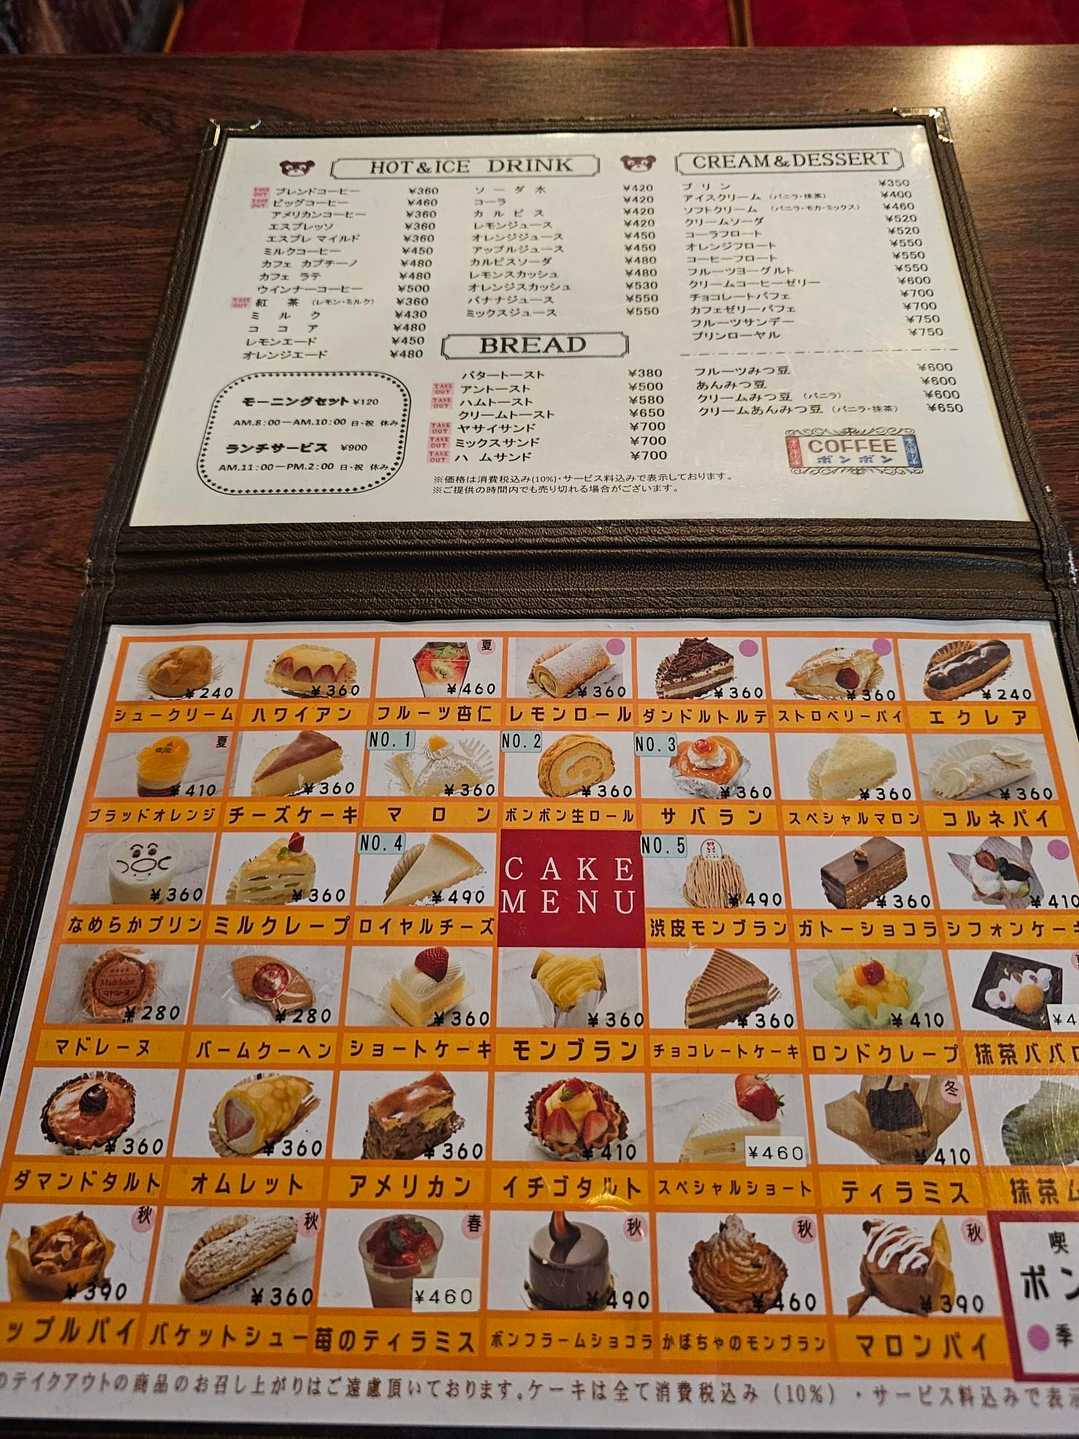 HOT&ICE DRINK
TAKE OUT ブレンドコーヒー ¥360
TAKE OUT ビッグコーヒー ¥460
アメリカンコーヒー ¥360
エスプレッソ ¥360
エスプレ マイルド ¥360
ミルクコーヒー ¥450
カフェ カプチーノ ¥480
カフェ ラテ ¥480
ウインナーコーヒー ¥500
TAKE OUT 紅 茶 (レモン・ミルク) ¥360
ミ ル ク ¥430
コ コ ア ¥480
レモンエード ¥450
オレンジエード ¥480
ソーダ水 ¥420
コーラ ¥420
カルピス ¥420
レモンジュース ¥420
オレンジジュース ¥450
アップルジュース ¥450
カルピスソーダ ¥480
レモンスカッシュ ¥480
オレンジスカッシュ ¥530
バナナジュース ¥550
ミックスジュース ¥550
CREAM&DESSERT
プ リ ン ¥350
アイスクリーム (バニラ・抹茶) ¥400
ソフトクリーム (バニラ・モカ・ミックス) ¥460
クリームソーダ ¥520
コーラフロート ¥520
オレンジフロート ¥550
コーヒーフロート ¥550
フルーツヨーグルト ¥550
クリームコーヒーゼリー ¥600
チョコレートパフェ ¥700
カフェゼリーパフェ ¥700
フルーツサンデー ¥750
プリンローヤル ¥750
フルーツみつ豆 ¥600
あんみつ豆 ¥600
クリームみつ豆 (バニラ) ¥600
クリームあんみつ豆 (バニラ・抹茶) ¥650
BREAD
バタートースト ¥380
TAKE OUT アントースト ¥500
TAKE OUT ハムトースト ¥580
クリームトースト ¥650
TAKE OUT ヤサイサンド ¥700
TAKE OUT ミックスサンド ¥700
TAKE OUT ハムサンド ¥700
モーニングセット ¥120
AM.8:00―AM.10:00 日・祝 休み
ランチサービス ¥900
AM.11:00―PM.2:00 日・祝 休み
※価格は消費税込み(10%)・サービス料込みで表示しております。
※ご提供の時間内でも売り切れる場合がございます。
COFFEE
ボンボン
¥240 シュークリーム
¥360 ハワイアン
夏 ¥460 フルーツ杏仁
¥360 レモンロール
¥360 ダンドルトルテ
¥360 ストロベリーパイ
¥240 エクレア
夏 ¥410 ブラッドオレンジ
¥360 チーズケーキ
NO.1 ¥360 マロン
NO.2 ¥360 ボンボン生ロール
NO.3 ¥360 サバラン
¥360 スペシャルマロン
¥360 コルネパイ
¥360 なめらかプリン
¥360 ミルクレープ
NO.4 ¥490 ロイヤルチーズ
CAKE MENU
NO.5 ¥490 渋皮モンブラン
¥360 ガトーショコラ
¥410 シフォンケーキ
¥280 マドレーヌ
¥280 バームクーヘン
¥360 ショートケーキ
¥360 モンブラン
¥360 チョコレートケーキ
¥410 ロンドクレープ
¥4 抹茶ババロ
¥360 ダマンドタルト
¥360 オムレット
¥360 アメリカン
¥410 イチゴタルト
¥460 スペシャルショート
冬 ¥410 ティラミス
抹茶ム
秋 ¥390 ップルパイ
秋 ¥360 バケットシュー
春 ¥460 苺のティラミス
秋 ¥490 ボンフラームショコラ
秋 ¥460 かぼちゃのモンブラン
秋 ¥390 マロンパイ
喫
ボン
季
のテイクアウトの商品のお召し上がりはご遠慮頂いております。ケーキは全て消費税込み(10%)・サービス料込みで表示